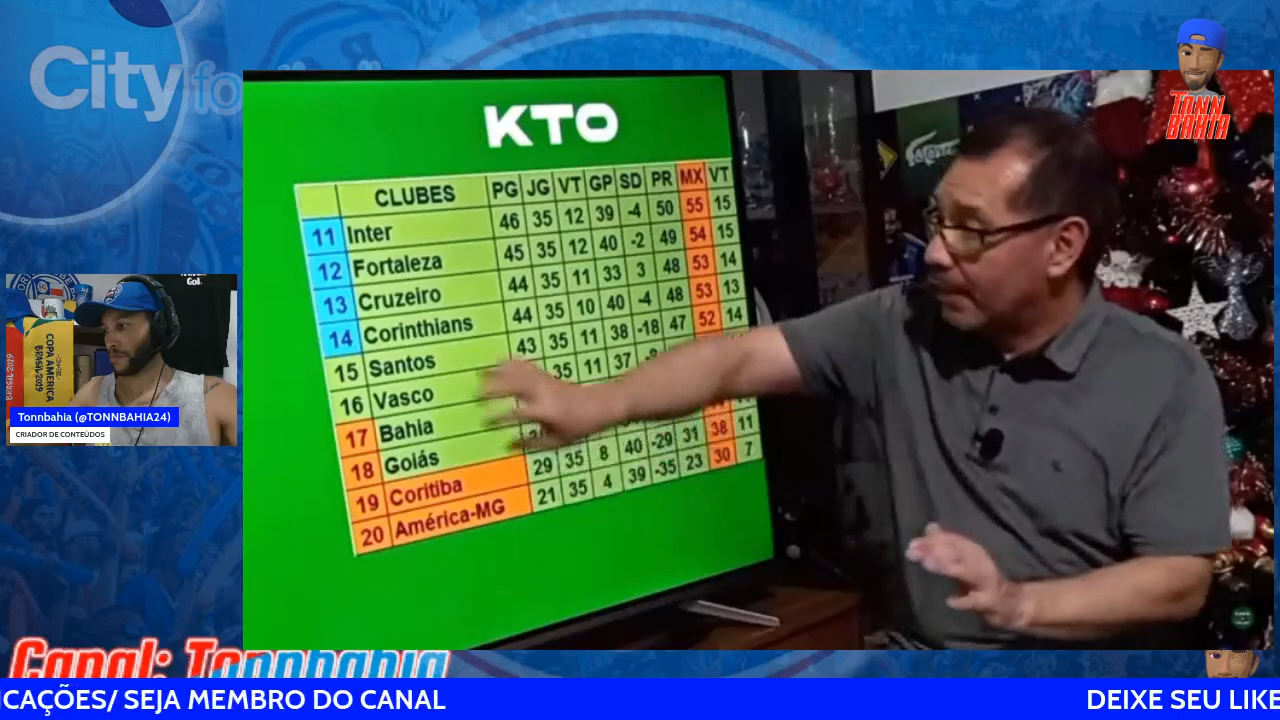 City fo
TONN
BAHIA
KTO
CLUBES PG JG VT GP SD PR MX VT
11 Inter 46 35 12 39 -4 50 55 15
12 Fortaleza 45 35 12 40 -2 49 54 15
13 Cruzeiro 44 35 11 33 3 48 53 14
14 Corinthians 44 35 10 40 -4 48 53 13
15 Santos 43 35 11 38 -18 47 52 14
16 Vasco 35 11 37
17 Bahia
18 Goiás 38 11
19 Coritiba 29 35 8 40 -29 31 30 7
20 América-MG 21 35 4 39 -35 23
COPA AMERICA
BRASIL 2019
Tonnbahia (@TONNBAHIA24)
CRIADOR DE CONTEÚDOS
Canal: Tonnbahia
ICAÇÕES/ SEJA MEMBRO DO CANAL
DEIXE SEU LIKE